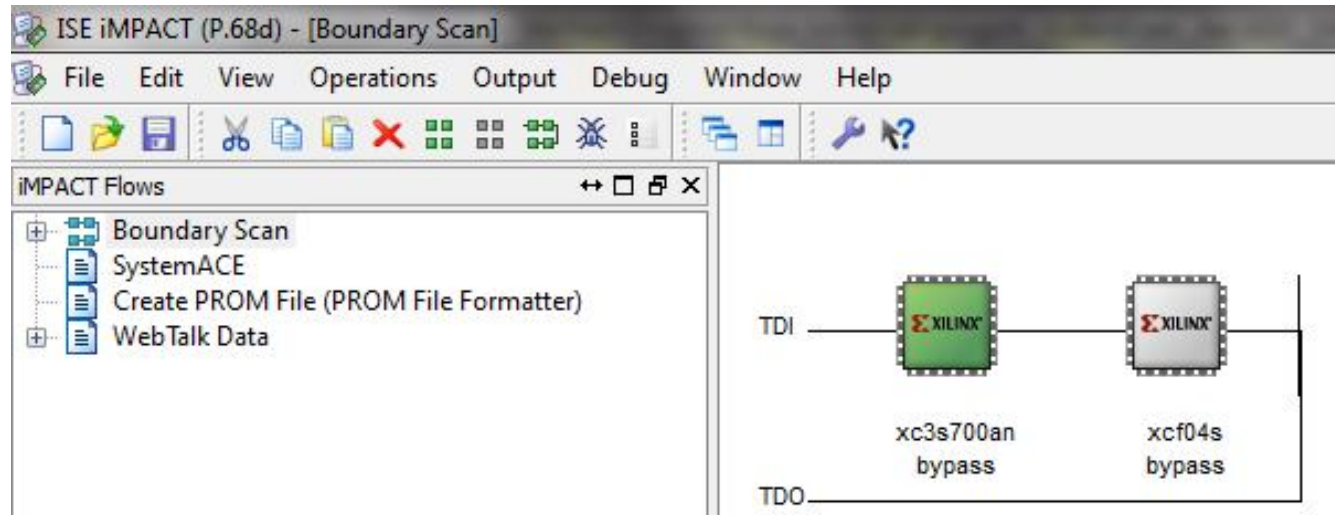 ISE iMPACT (P.68d) - [Boundary Scan]
File Edit View Operations Output Debug Window Help
iMPACT Flows
Boundary Scan
SystemACE
Create PROM File (PROM File Formatter)
WebTalk Data
TDI
XILINX
XILINX
xc3s700an
bypass
xcf04s
bypass
TDO